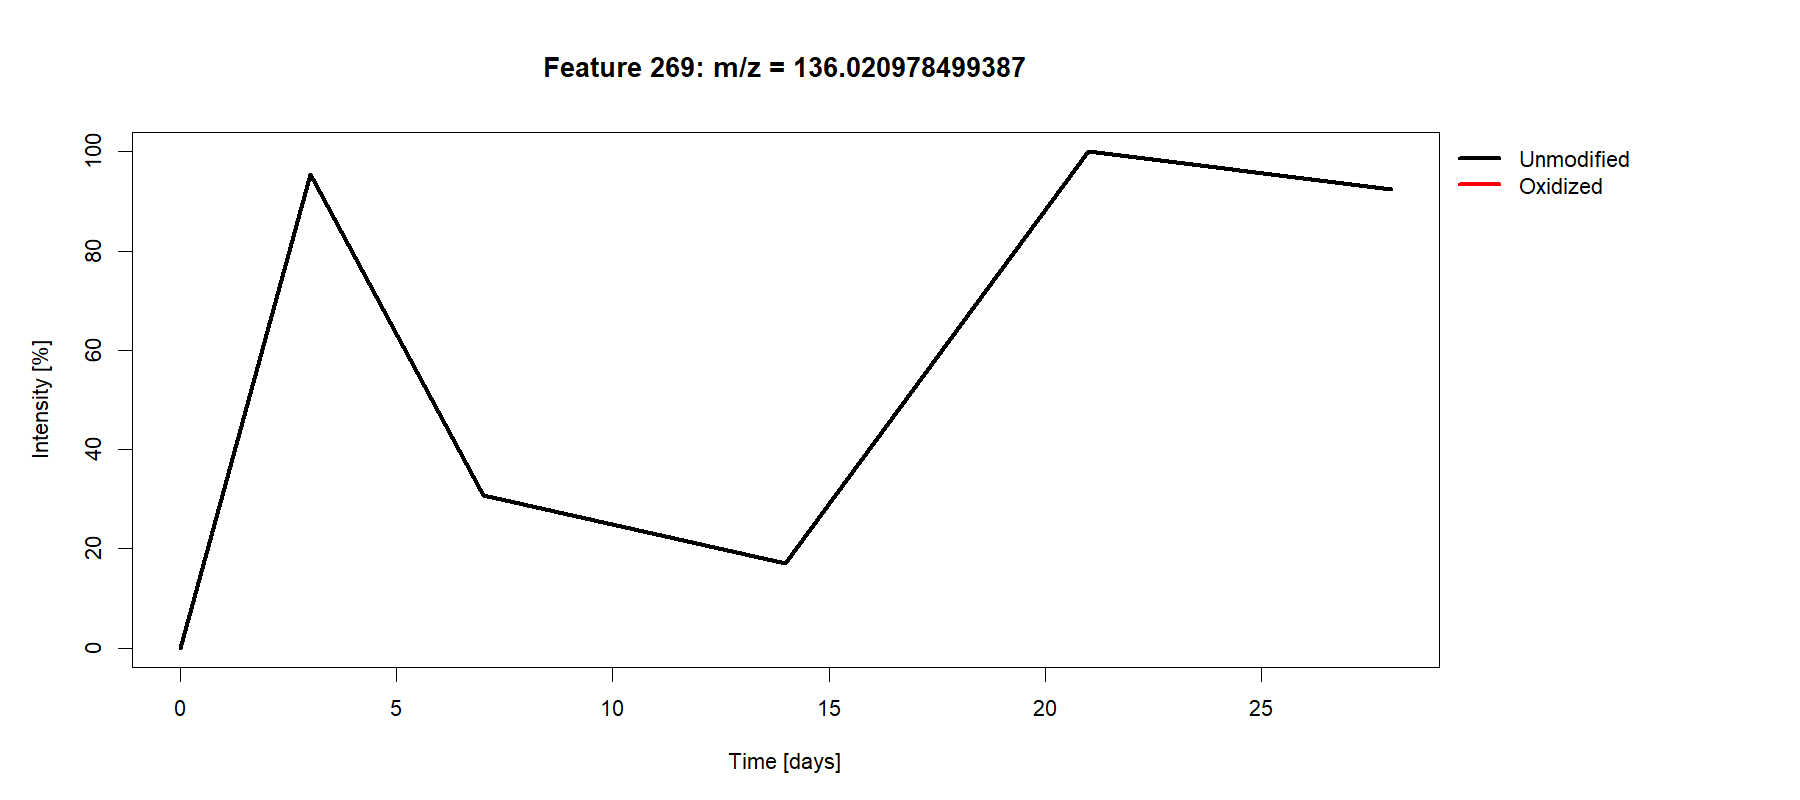 Feature 269: m/z = 136.020978499387
Unmodified
Oxidized
Intensity [%]
100
80
60
40
20
0
0 5 10 15 20 25
Time [days]